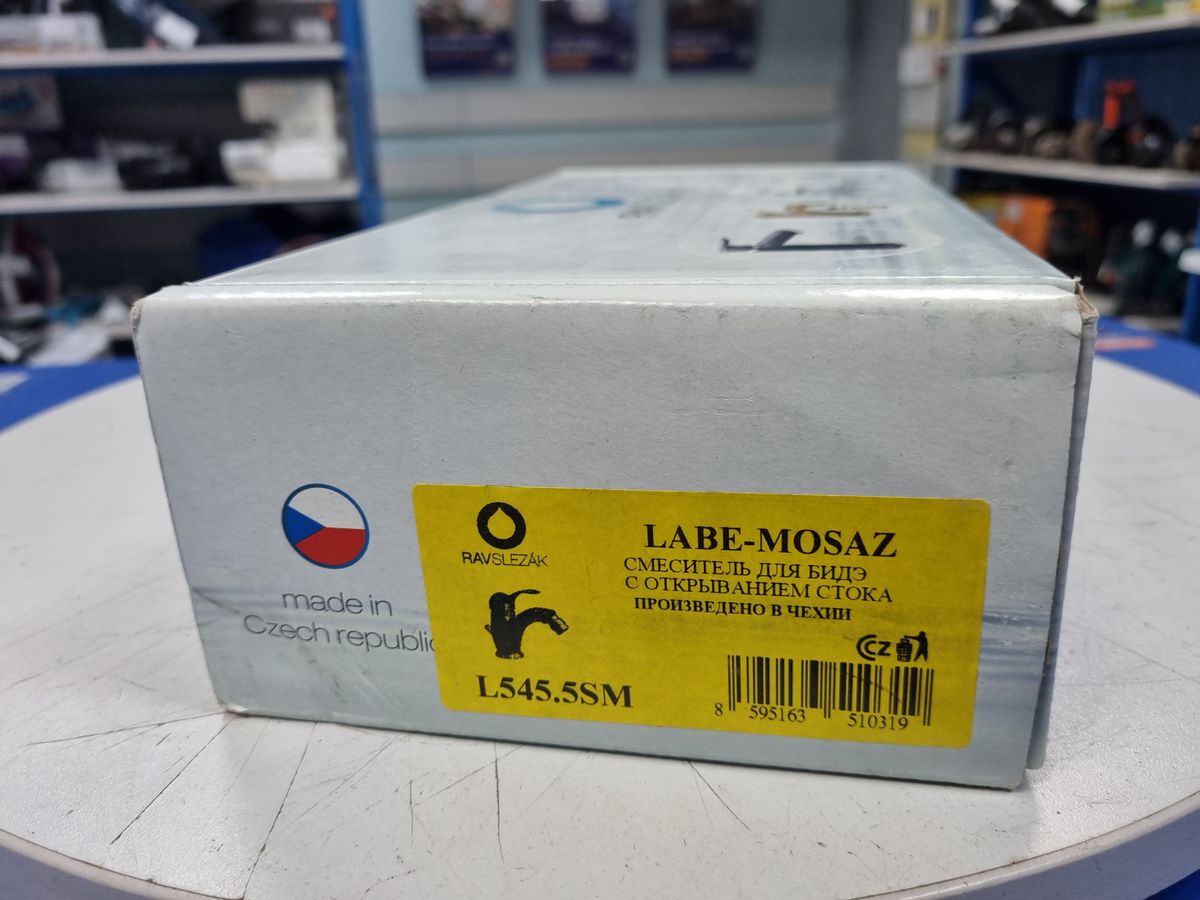 made in
Czech republic
RAVSLEZÁK
LABE-MOSAZ
СМЕСИТЕЛЬ ДЛЯ БИДЭ
С ОТКРЫВАНИЕМ СТОКА
ПРОИЗВЕДЕНО В ЧЕХИИ
CCZ
L545.5SM
8 595163 510319